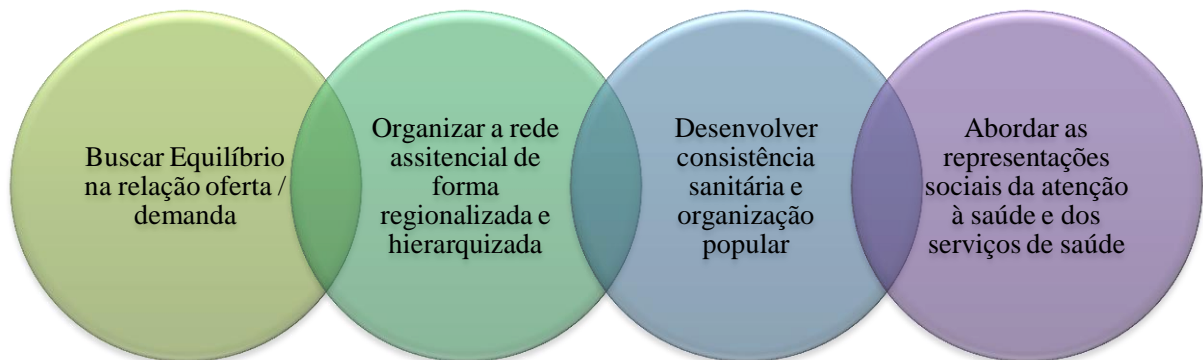 Buscar Equilíbrio
na relação oferta /
demanda
Organizar a rede
assitencial de
forma
regionalizada e
hierarquizada
Desenvolver
consistência
sanitária e
organização
popular
Abordar as
representações
sociais da atenção
à saúde e dos
serviços de saúde